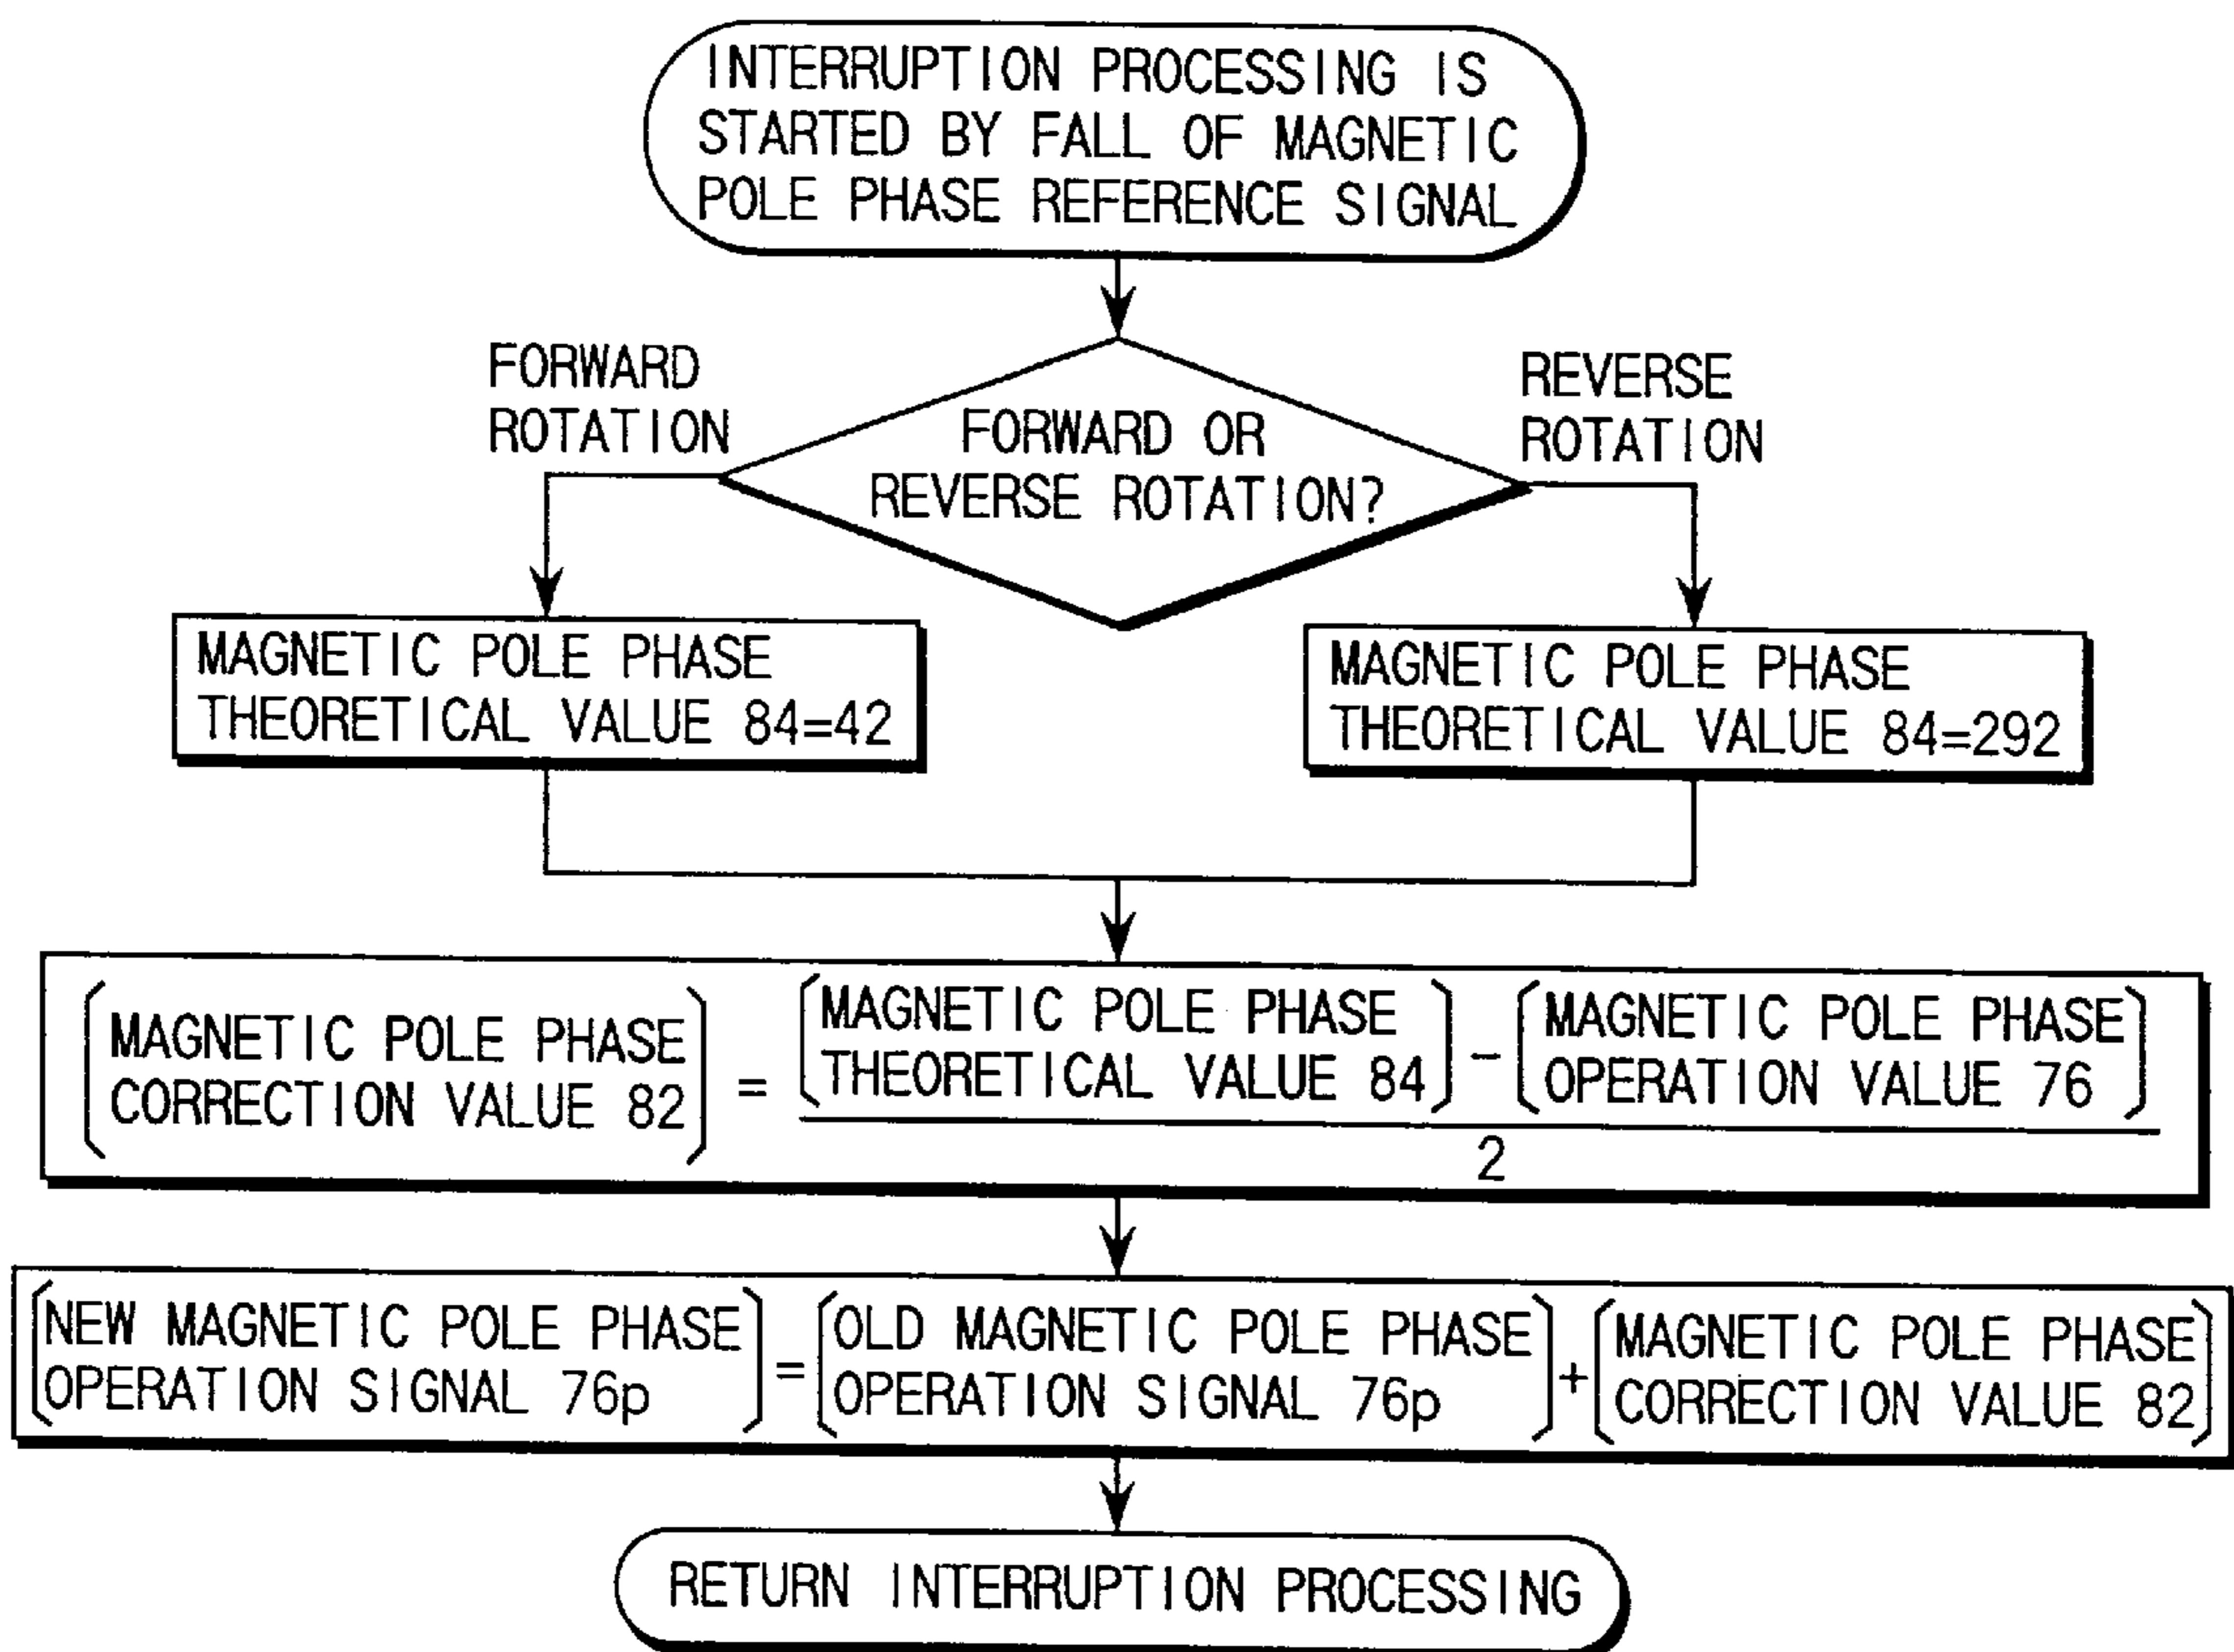 INTERRUPTION PROCESSING IS
STARTED BY FALL OF MAGNETIC
POLE PHASE REFERENCE SIGNAL
FORWARD
ROTATION
FORWARD OR
REVERSE ROTATION?
REVERSE
ROTATION
MAGNETIC POLE PHASE
THEORETICAL VALUE 84=42
MAGNETIC POLE PHASE
THEORETICAL VALUE 84=292
MAGNETIC POLE PHASE
CORRECTION VALUE 82
=
MAGNETIC POLE PHASE
THEORETICAL VALUE 84
-
MAGNETIC POLE PHASE
OPERATION VALUE 76
2
NEW MAGNETIC POLE PHASE
OPERATION SIGNAL 76p
=
OLD MAGNETIC POLE PHASE
OPERATION SIGNAL 76p
+
MAGNETIC POLE PHASE
CORRECTION VALUE 82
RETURN INTERRUPTION PROCESSING